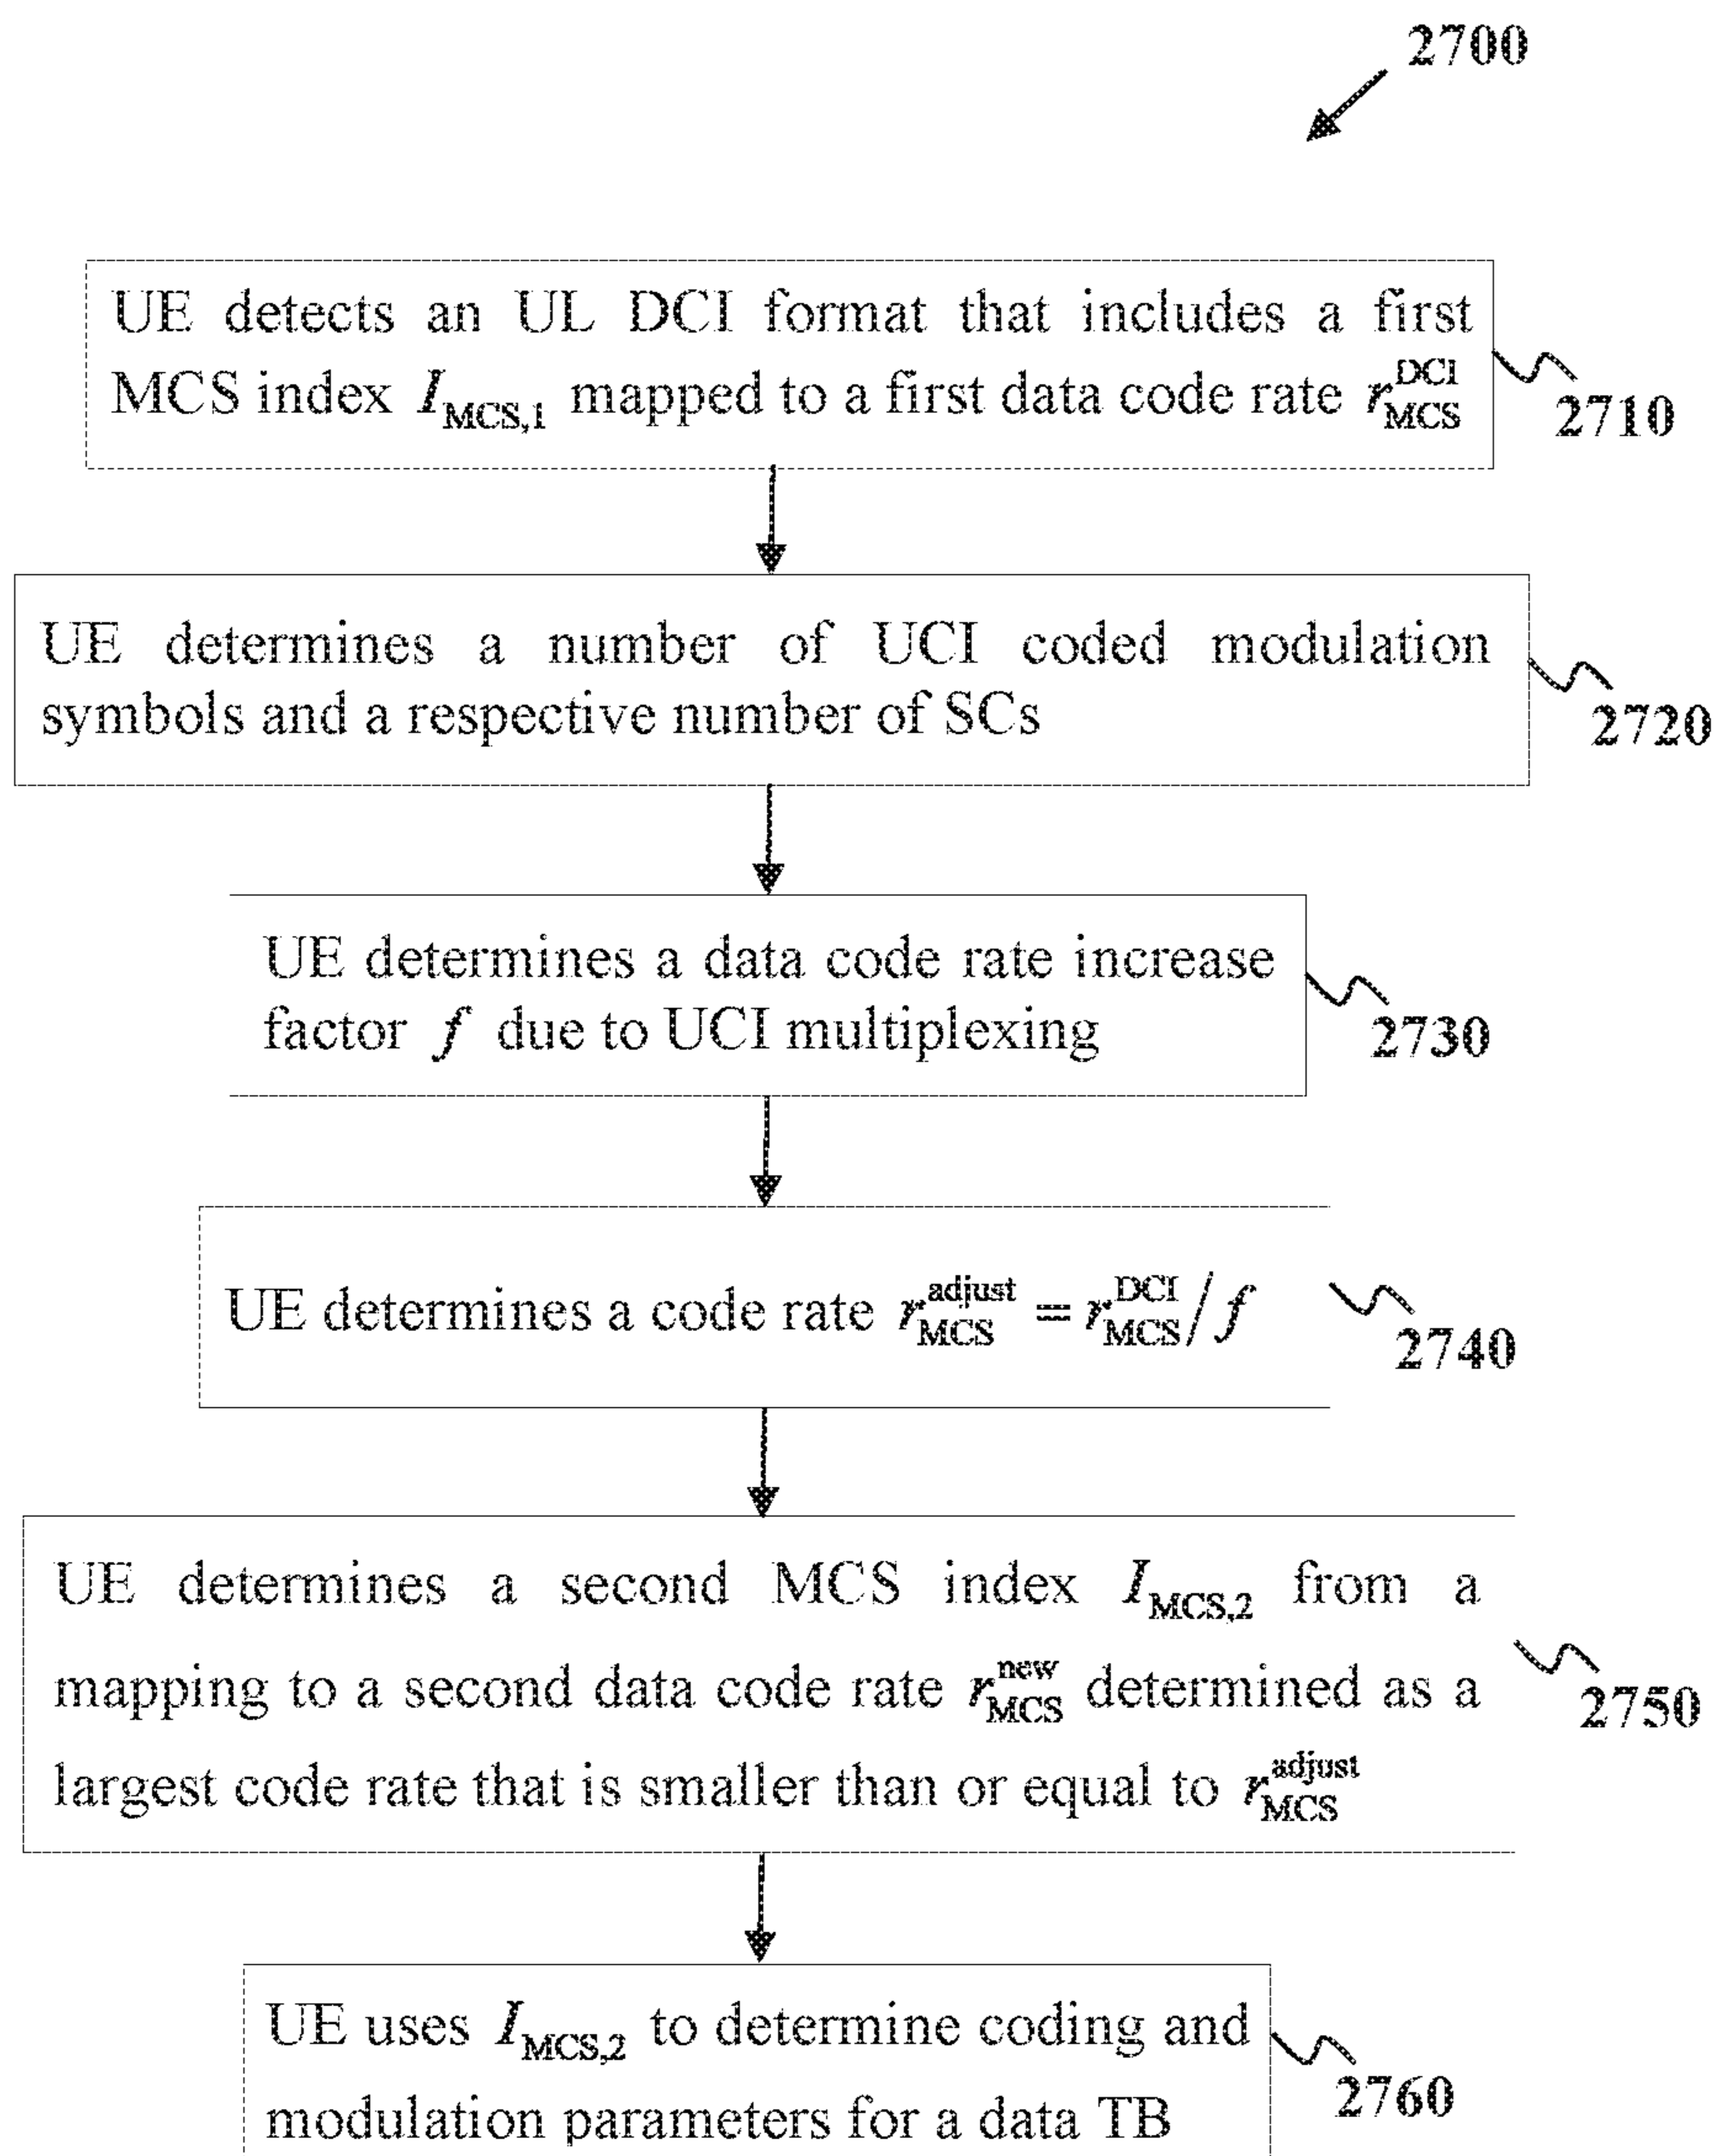 2700
UE detects an UL DCI format that includes a first
MCS index I_MCS,1 mapped to a first data code rate r_MCS^DCI
2710
UE determines a number of UCI coded modulation
symbols and a respective number of SCs
2720
UE determines a data code rate increase
factor f due to UCI multiplexing
2730
UE determines a code rate r_MCS^adjust = r_MCS^DCI / f
2740
UE determines a second MCS index I_MCS,2 from a
mapping to a second data code rate r_MCS^new determined as a
largest code rate that is smaller than or equal to r_MCS^adjust
2750
UE uses I_MCS,2 to determine coding and
modulation parameters for a data TB
2760